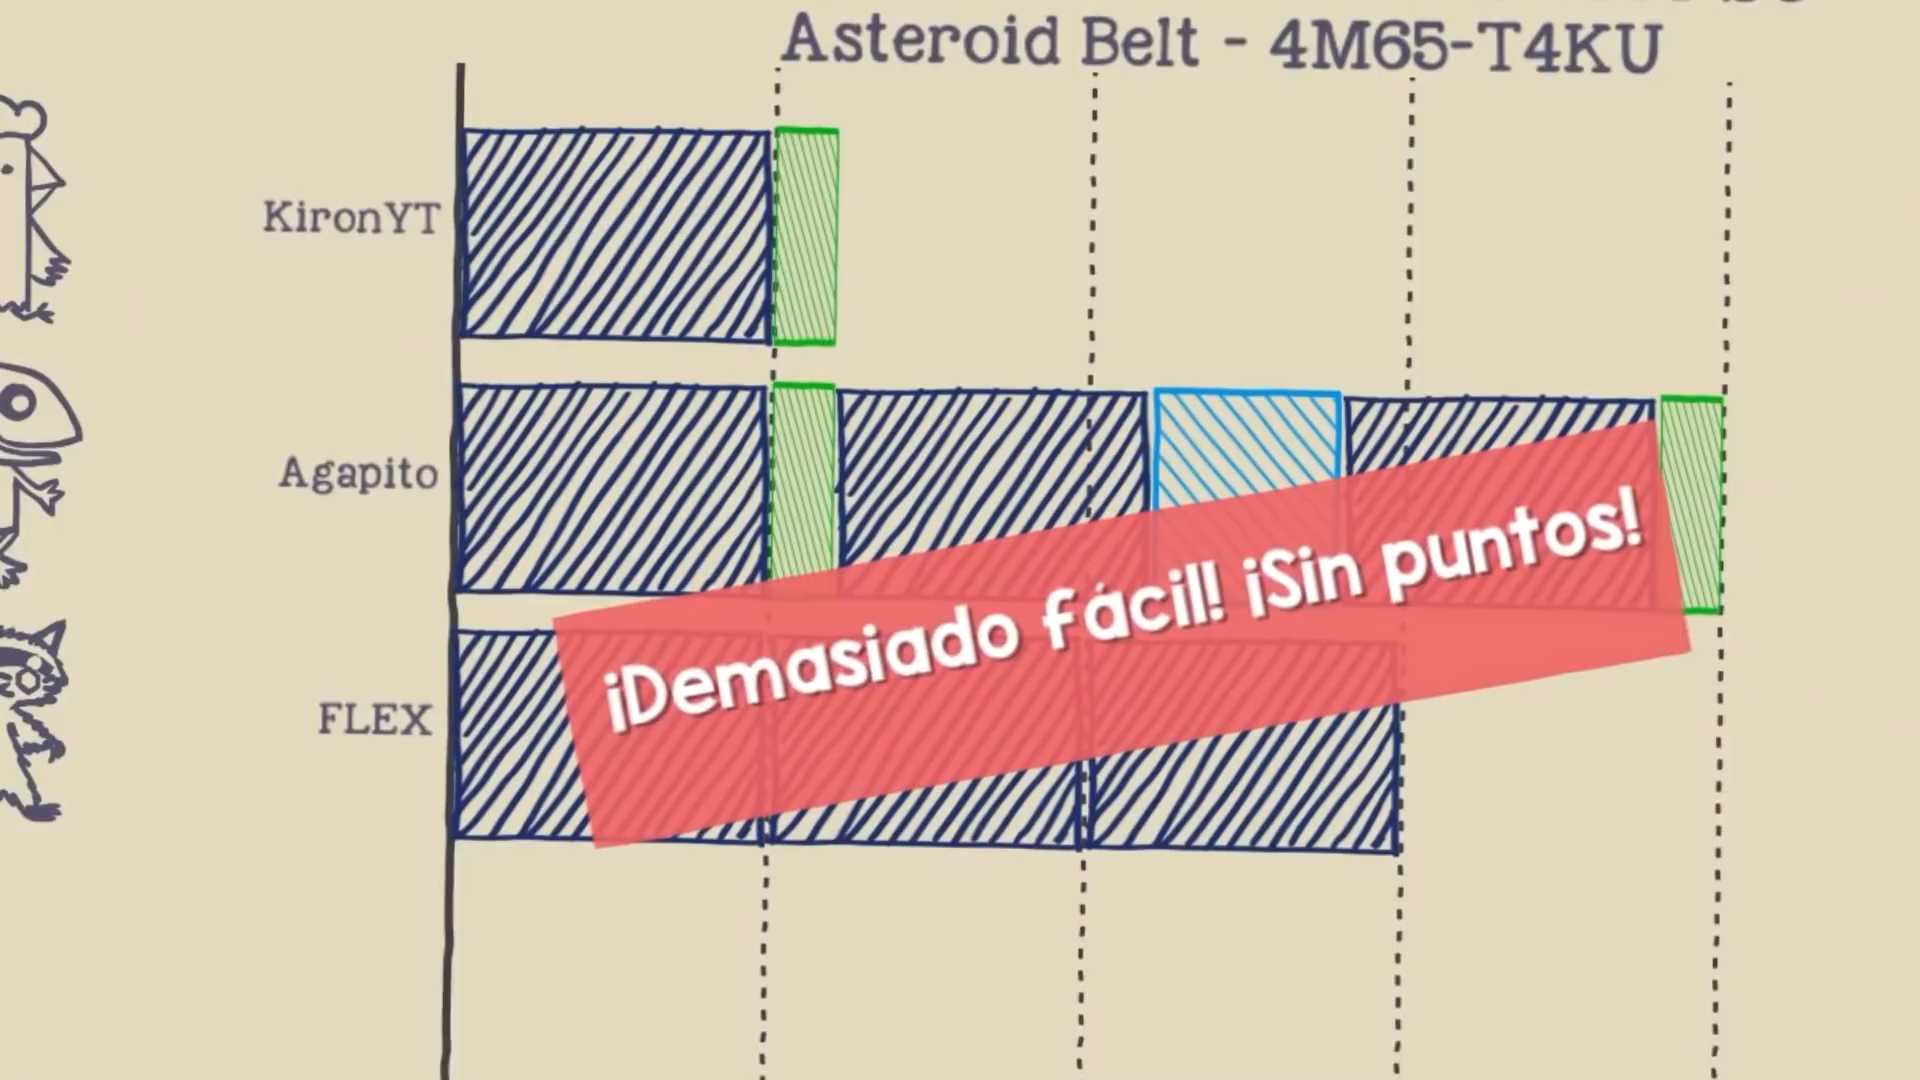 Asteroid Belt - 4M65-T4KU
KironYT
Agapito
FLEX
¡Demasiado fácil! ¡Sin puntos!